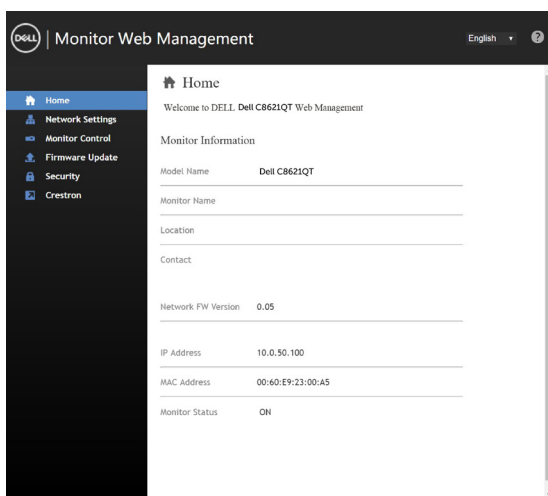 DELL | Monitor Web Management
English
?
Home
Network Settings
Monitor Control
Firmware Update
Security
Crestron
Home
Welcome to DELL Dell C8621QT Web Management
Monitor Information
Model Name Dell C8621QT
Monitor Name
Location
Contact
Network FW Version 0.05
IP Address 10.0.50.100
MAC Address 00:60:E9:23:00:A5
Monitor Status ON